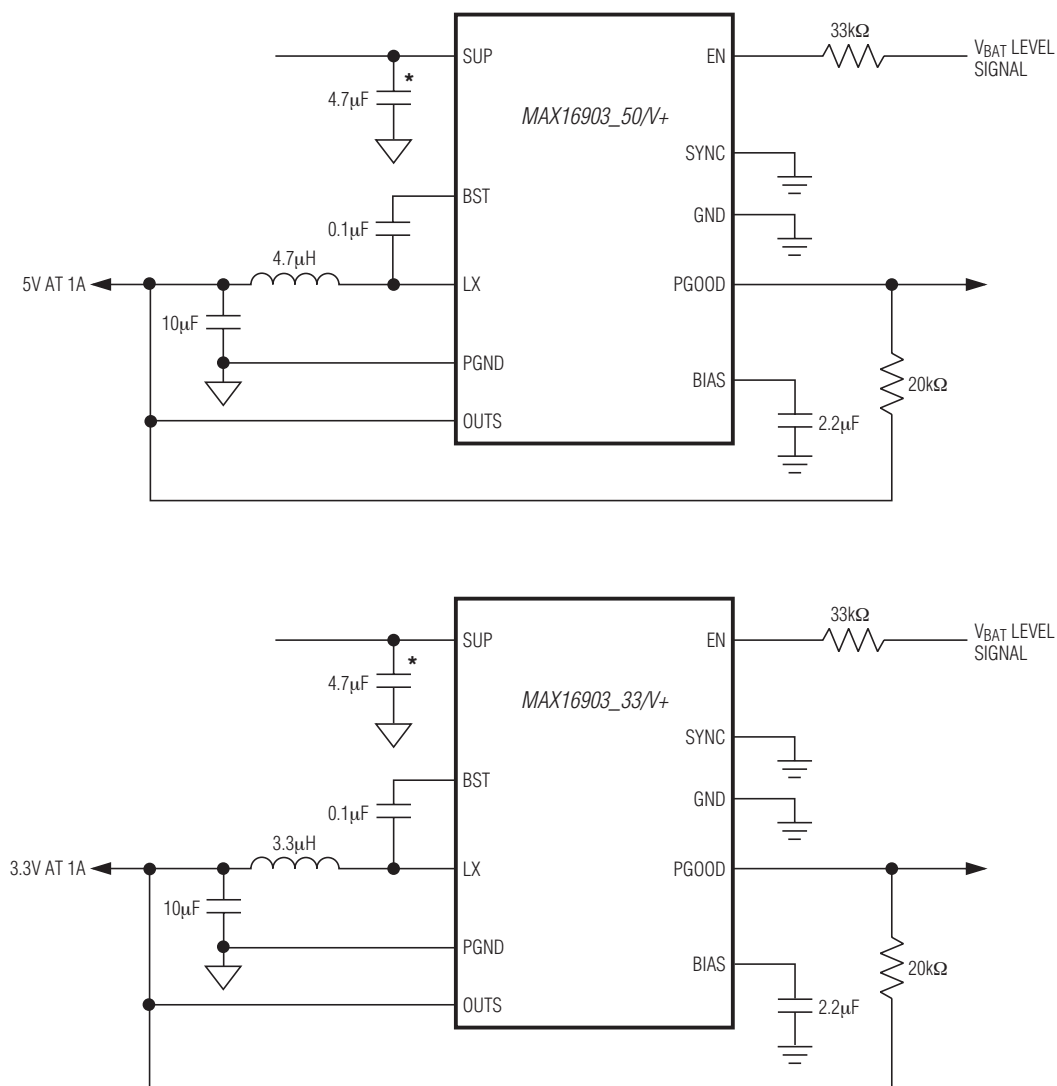 33kΩ
SUP
EN
VBAT LEVEL
SIGNAL
*
4.7µF
MAX16903_50/V+
SYNC
BST
GND
0.1µF
4.7µH
5V AT 1A
LX
PGOOD
10µF
PGND
BIAS
20kΩ
OUTS
2.2µF
33kΩ
SUP
EN
VBAT LEVEL
SIGNAL
*
4.7µF
MAX16903_33/V+
SYNC
BST
GND
0.1µF
3.3µH
3.3V AT 1A
LX
PGOOD
10µF
PGND
BIAS
20kΩ
OUTS
2.2µF